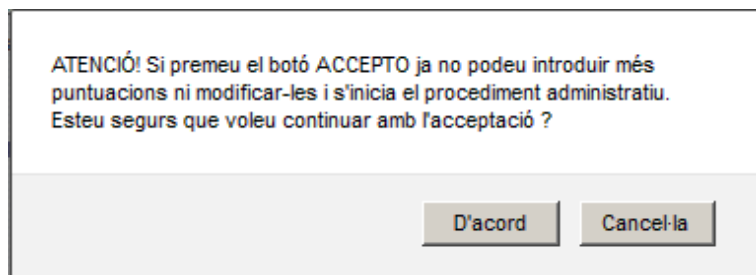 ATENCIÓ! Si premeu el botó ACCEPTO ja no podeu introduir més
puntuacions ni modificar-les i s'inicia el procediment administratiu.
Esteu segurs que voleu continuar amb l'acceptació ?
D'acord Cancel·la